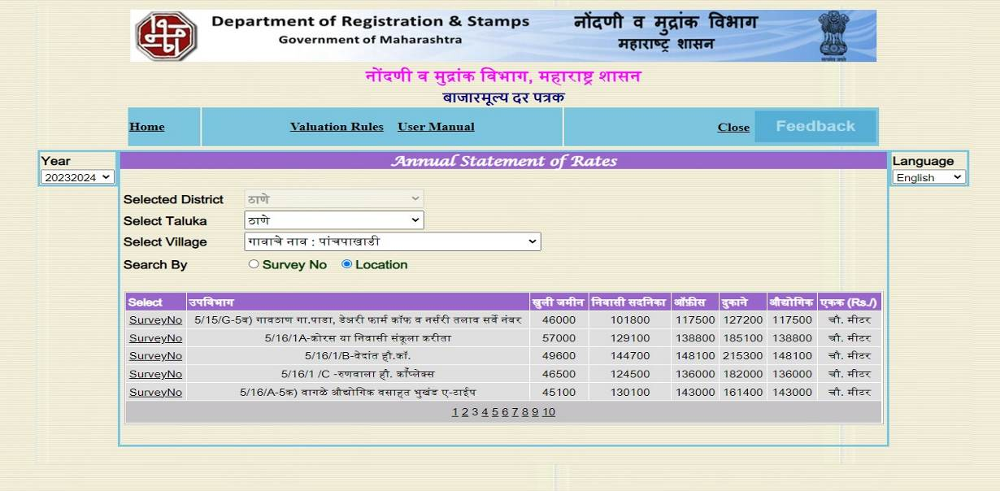 Department of Registration & Stamps नोंदणी व मुद्रांक विभाग
Government of Maharashtra महाराष्ट्र शासन
नोंदणी व मुद्रांक विभाग, महाराष्ट्र शासन
बाजारमूल्य दर पत्रक
Home Valuation Rules User Manual Close Feedback
Year Annual Statement of Rates Language
20232024 English
Selected District ठाणे
Select Taluka ठाणे
Select Village गावाचे नाव : पांचपाखाडी
Search By Survey No Location
Select उपविभाग खुली जमीन निवासी सदनिका ऑफ़ीस दुकाने औद्योगिक एकक (Rs./)
SurveyNo 5/15/G-5ब) गावठाण गा.पाडा, डेअरी फार्म कॉफ व नर्सरी तलाव सर्वे नंबर 46000 101800 117500 127200 117500 चौ. मीटर
SurveyNo 5/16/1A-कोरस या निवासी संकूला करीता 57000 129100 138800 185100 138800 चौ. मीटर
SurveyNo 5/16/1/B-वेदांत हौ.कॉ. 49600 144700 148100 215300 148100 चौ. मीटर
SurveyNo 5/16/1 /C -रुणवाला हौ. कॉंप्लेक्स 46500 124500 136000 182000 136000 चौ. मीटर
SurveyNo 5/16/A-5क) वागळे औद्योगिक वसाहत भुखंड ए-टाईप 45100 130100 143000 161400 143000 चौ. मीटर
1 2 3 4 5 6 7 8 9 10